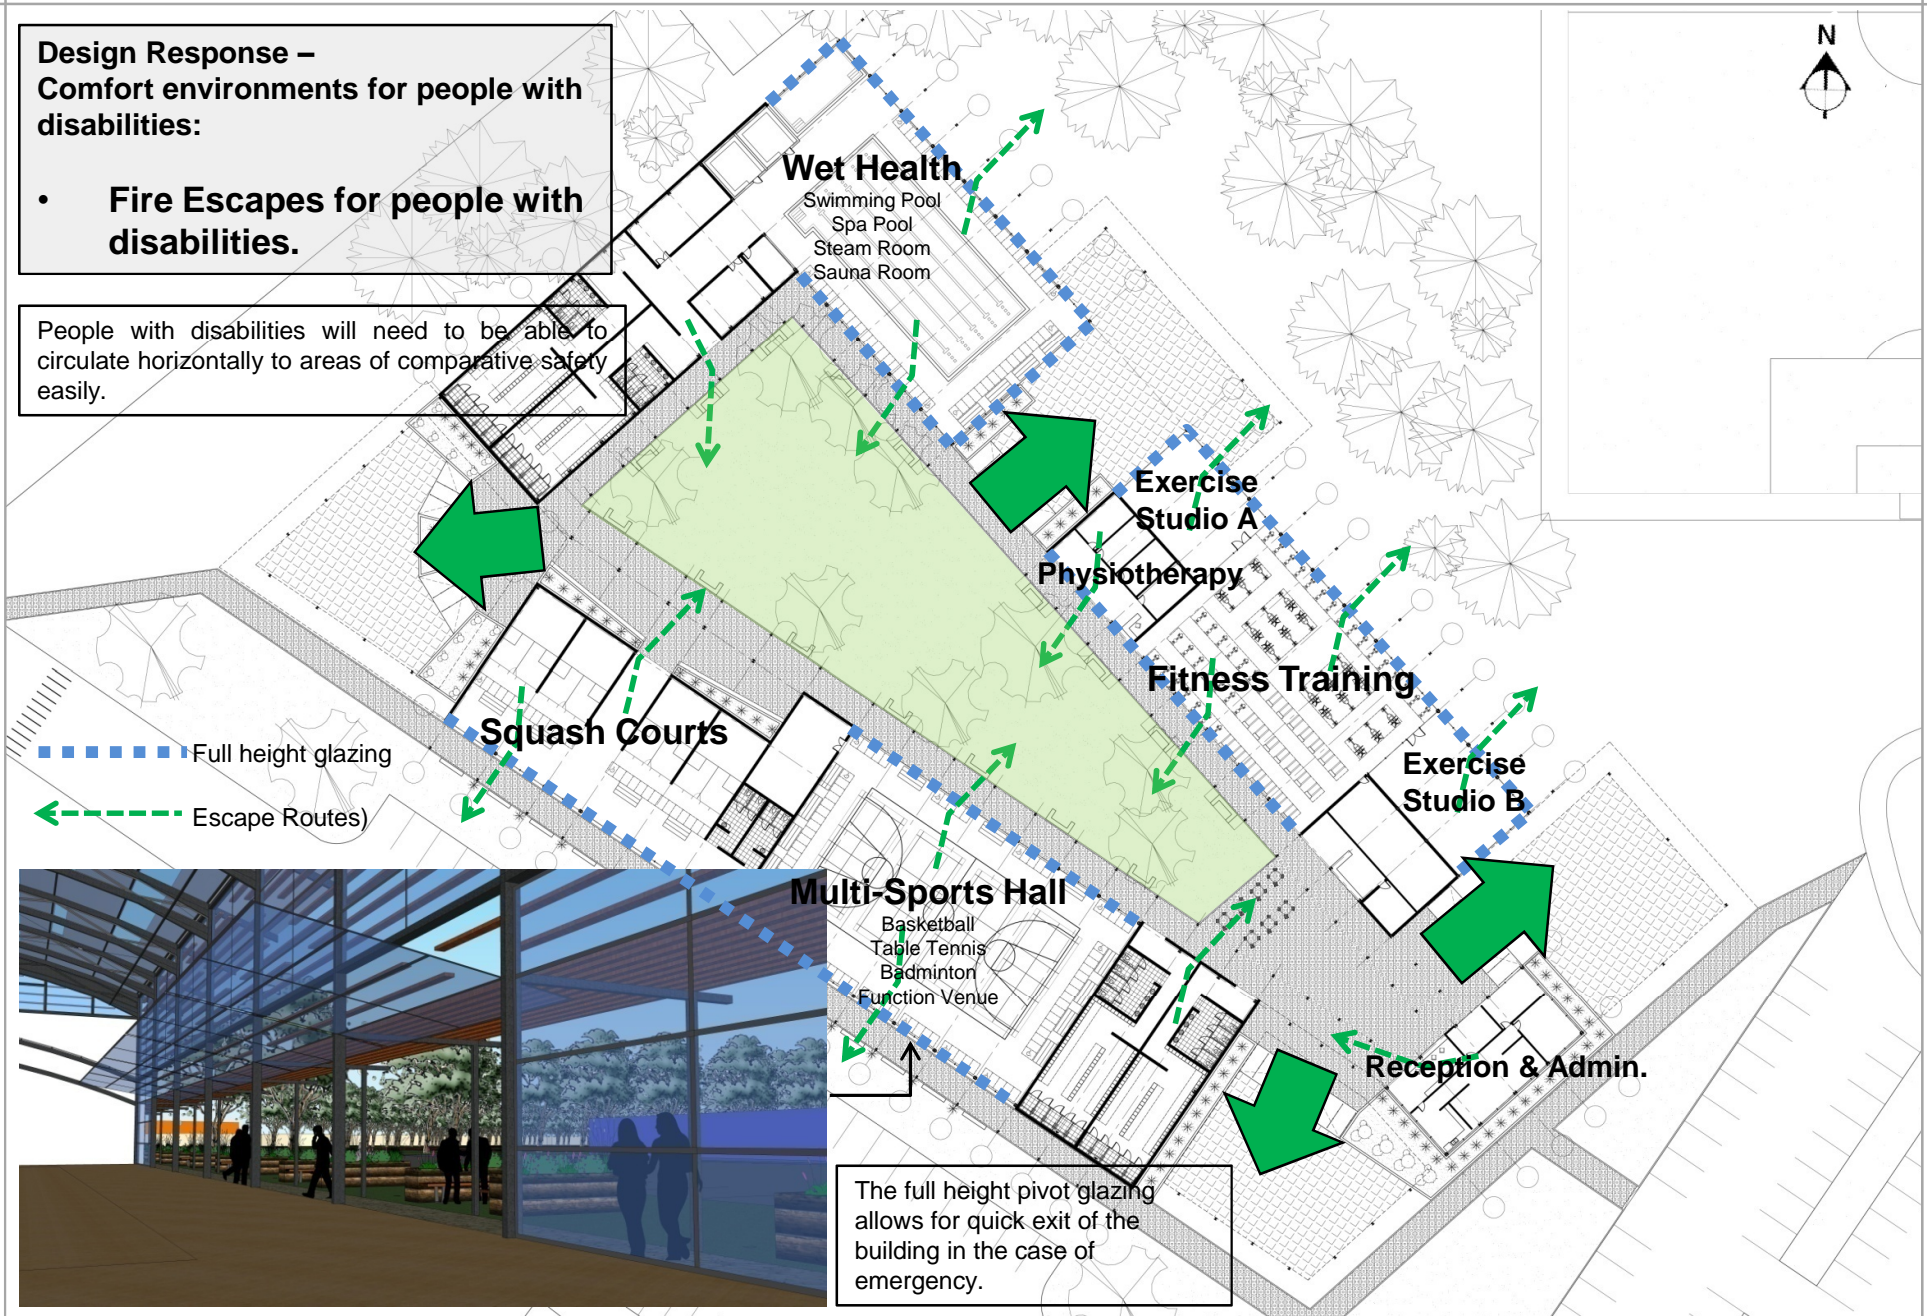 Design Response –
Comfort environments for people with
disabilities:
• Fire Escapes for people with
disabilities.
People with disabilities will need to be able to
circulate horizontally to areas of comparative safety
easily.
N
Wet Health
Swimming Pool
Spa Pool
Steam Room
Sauna Room
Exercise
Studio A
Physiotherapy
Fitness Training
Squash Courts
Exercise
Studio B
Full height glazing
Escape Routes)
Multi-Sports Hall
Basketball
Table Tennis
Badminton
Function Venue
Reception & Admin.
The full height pivot glazing
allows for quick exit of the
building in the case of
emergency.